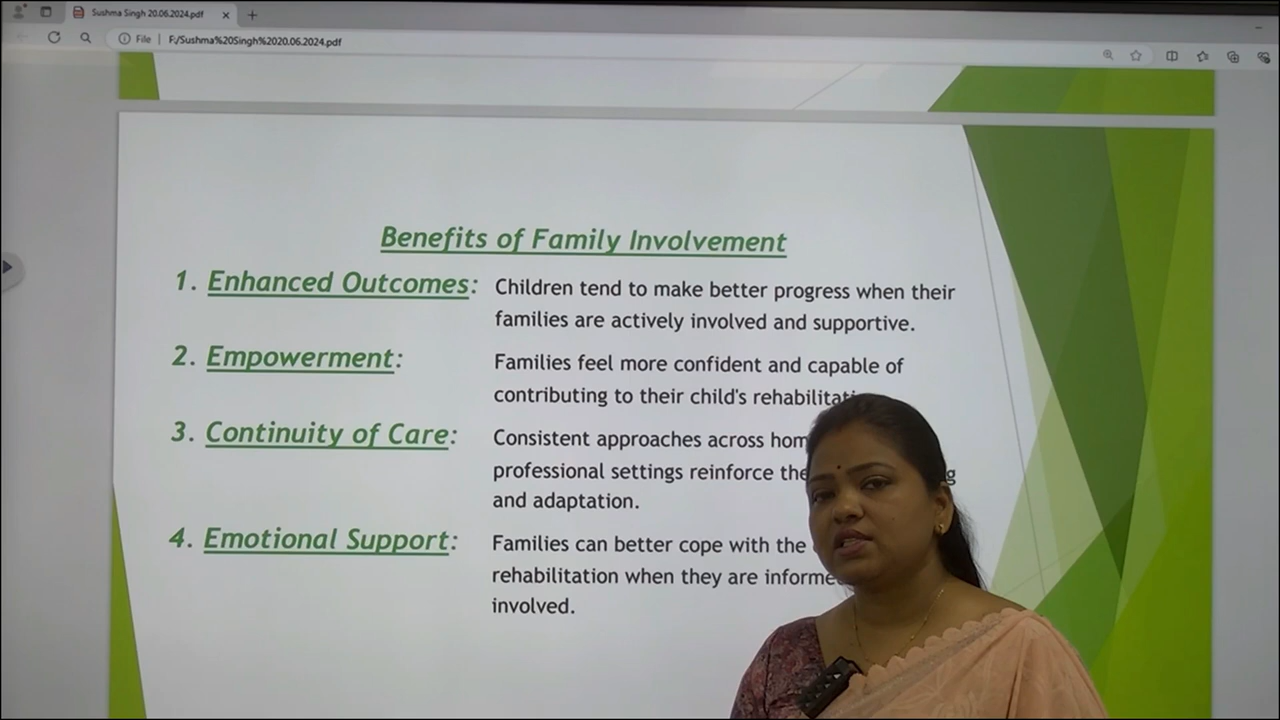 Sushma Singh 20.06.2024.pdf
File | F:/Sushma%20Singh%2020.06.2024.pdf
Benefits of Family Involvement
1. Enhanced Outcomes: Children tend to make better progress when their
families are actively involved and supportive.
2. Empowerment: Families feel more confident and capable of
contributing to their child's
3. Continuity of Care: Consistent approaches across
professional settings reinforce
and adaptation.
4. Emotional Support: Families can better cope with the
rehabilitation when they are
involved.